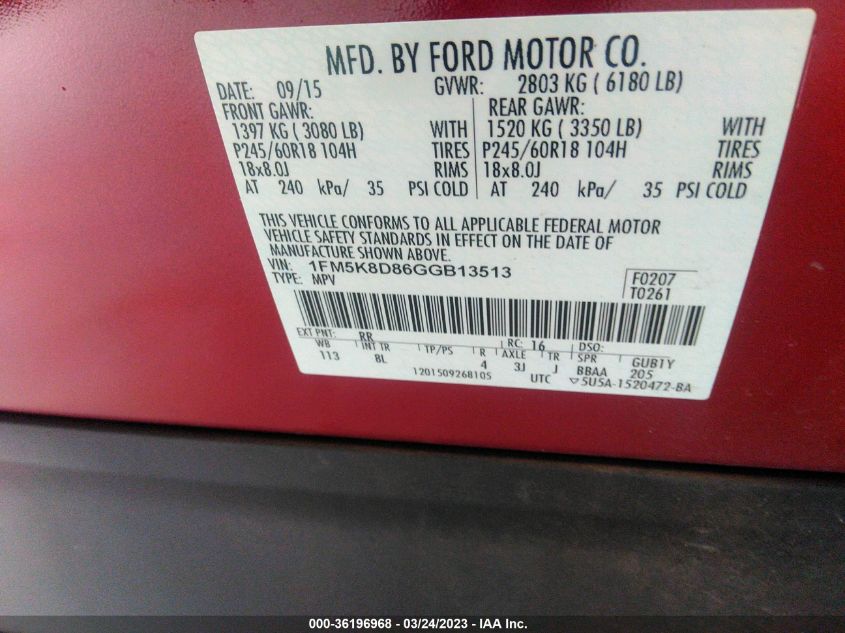 MFD. BY FORD MOTOR CO.
DATE: 09/15 GVWR: 2803 KG ( 6180 LB)
FRONT GAWR: REAR GAWR:
1397 KG ( 3080 LB) WITH 1520 KG ( 3350 LB) WITH
P245/60R18 104H TIRES P245/60R18 104H TIRES
18x8.0J RIMS 18x8.0J RIMS
AT 240 kPa/ 35 PSI COLD AT 240 kPa/ 35 PSI COLD
THIS VEHICLE CONFORMS TO ALL APPLICABLE FEDERAL MOTOR
VEHICLE SAFETY STANDARDS IN EFFECT ON THE DATE OF
MANUFACTURE SHOWN ABOVE.
VIN: 1FM5K8D86GGB13513 F0207
TYPE: MPV T0261
EXT PNT: RR RC: 16 DSO:
WB INT TR TP/PS R AXLE TR SPR GUBTY
113 BL 4 3J J BBAA 205
1201509268105 UTC ▽5U5A-1520472-BA
000-36196968 - 03/24/2023 - IAA Inc.